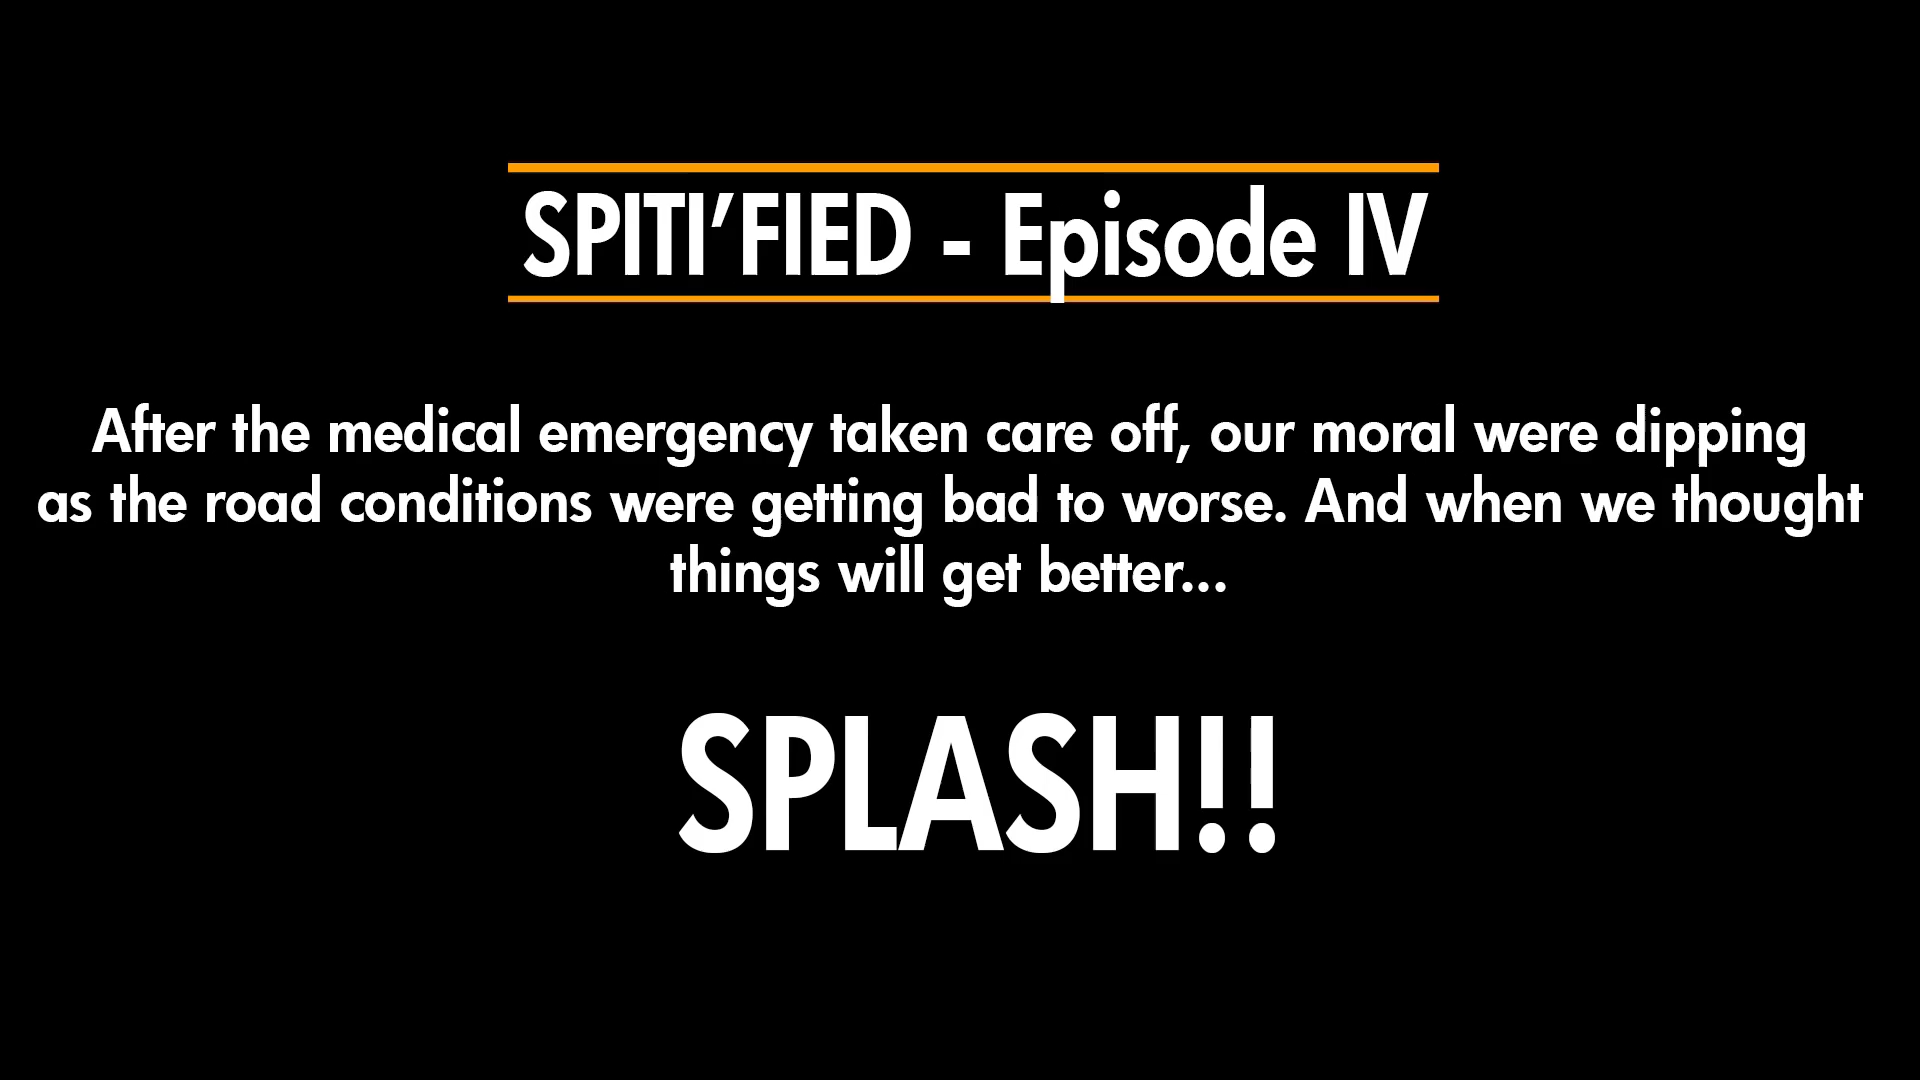 SPITI’FIED - Episode IV
After the medical emergency taken care off, our moral were dipping
as the road conditions were getting bad to worse. And when we thought
things will get better...
SPLASH!!